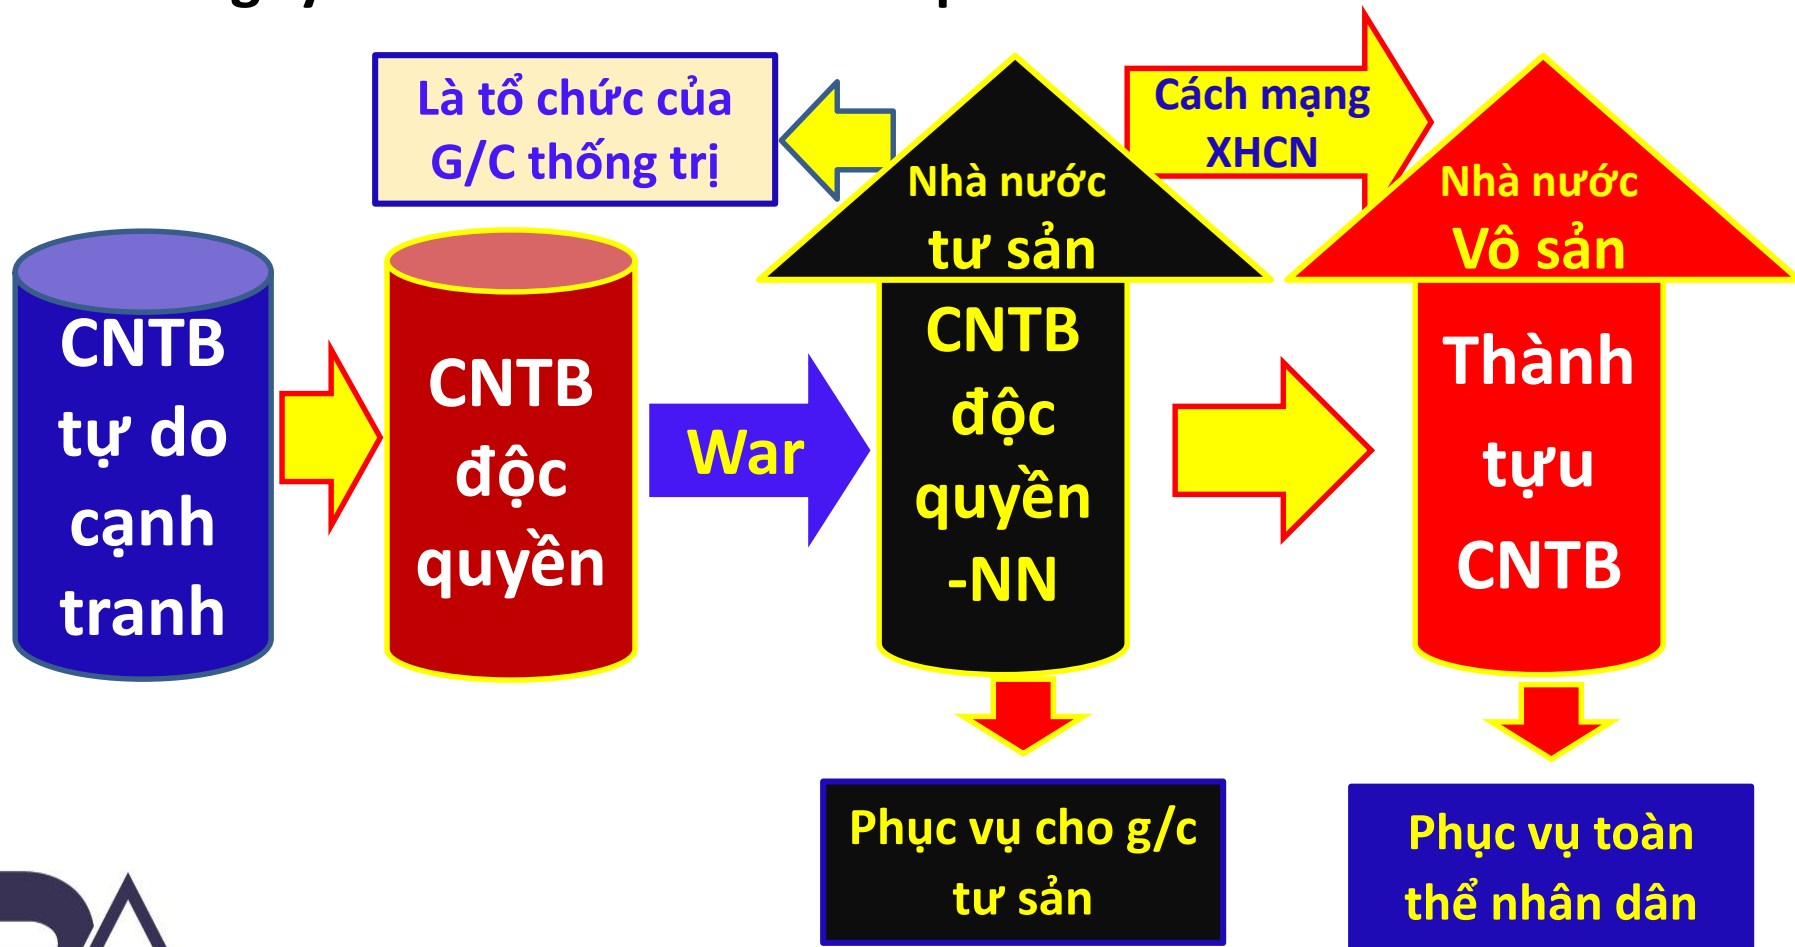 Là tổ chức của
G/C thống trị
Cách mạng
XHCN
Nhà nước
tư sản
Nhà nước
Vô sản
CNTB
tự do
cạnh
tranh
CNTB
độc
quyền
War
CNTB
độc
quyền
-NN
Thành
tựu
CNTB
Phục vụ cho g/c
tư sản
Phục vụ toàn
thể nhân dân